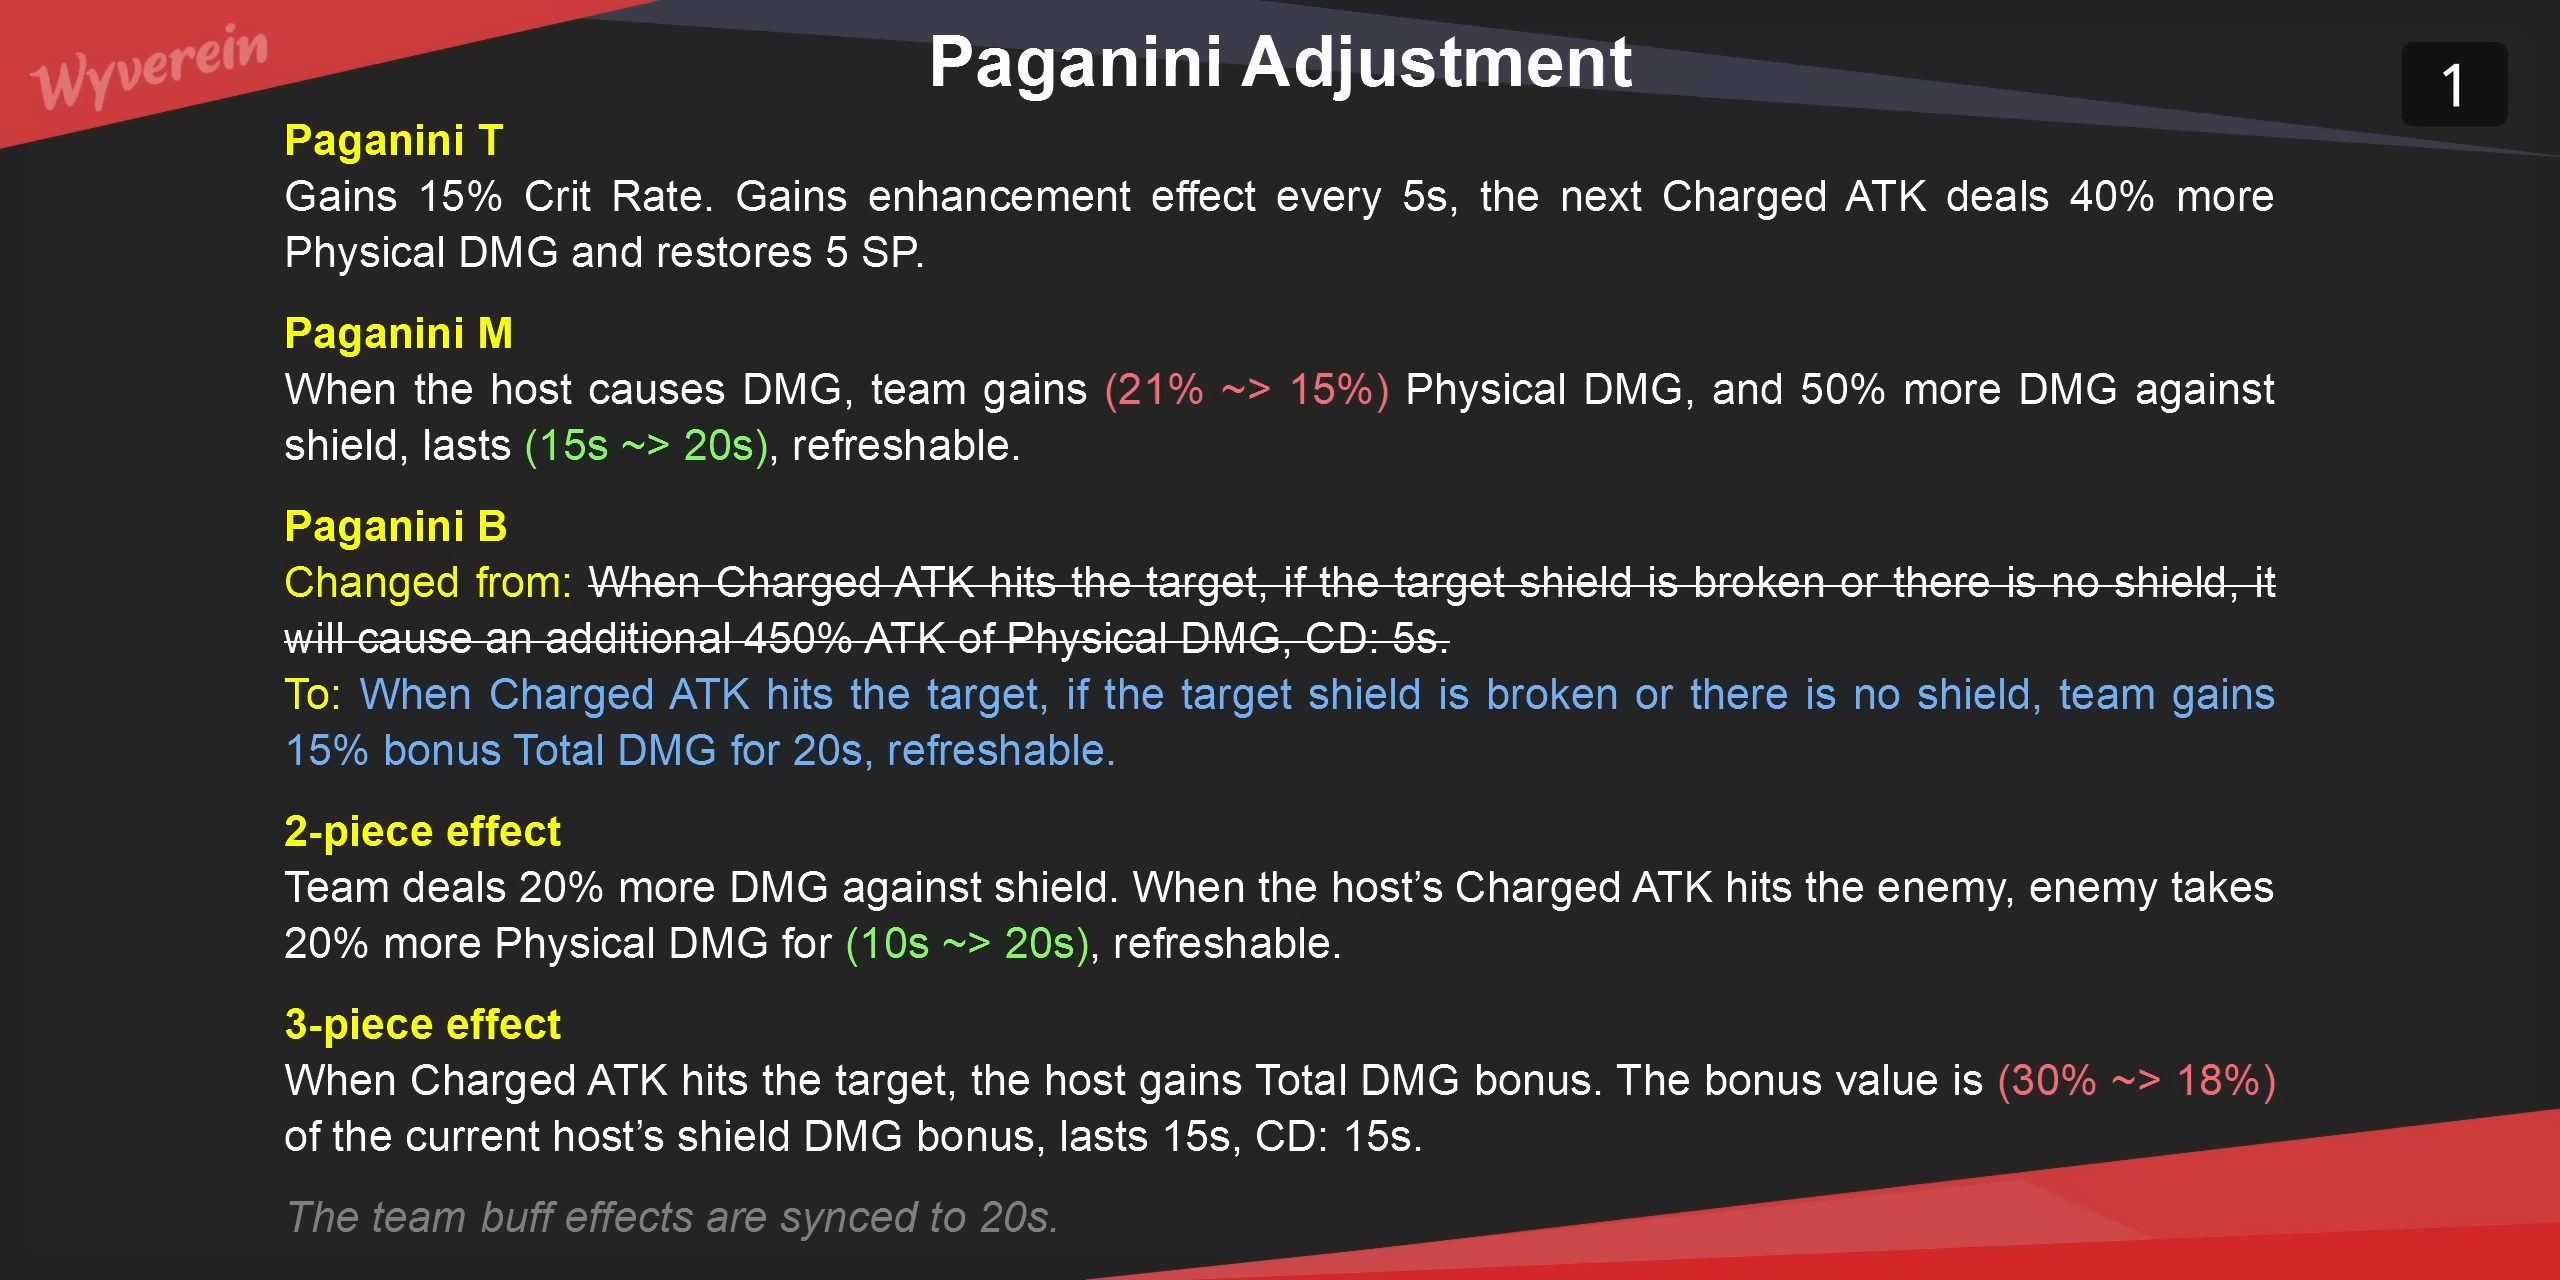 Wyverein
Paganini Adjustment
1
Paganini T
Gains 15% Crit Rate. Gains enhancement effect every 5s, the next Charged ATK deals 40% more
Physical DMG and restores 5 SP.
Paganini M
When the host causes DMG, team gains (21% ~> 15%) Physical DMG, and 50% more DMG against
shield, lasts (15s ~> 20s), refreshable.
Paganini B
Changed from: When Charged ATK hits the target, if the target shield is broken or there is no shield, it
will cause an additional 450% ATK of Physical DMG, CD: 5s.
To: When Charged ATK hits the target, if the target shield is broken or there is no shield, team gains
15% bonus Total DMG for 20s, refreshable.
2-piece effect
Team deals 20% more DMG against shield. When the host’s Charged ATK hits the enemy, enemy takes
20% more Physical DMG for (10s ~> 20s), refreshable.
3-piece effect
When Charged ATK hits the target, the host gains Total DMG bonus. The bonus value is (30% ~> 18%)
of the current host’s shield DMG bonus, lasts 15s, CD: 15s.
The team buff effects are synced to 20s.